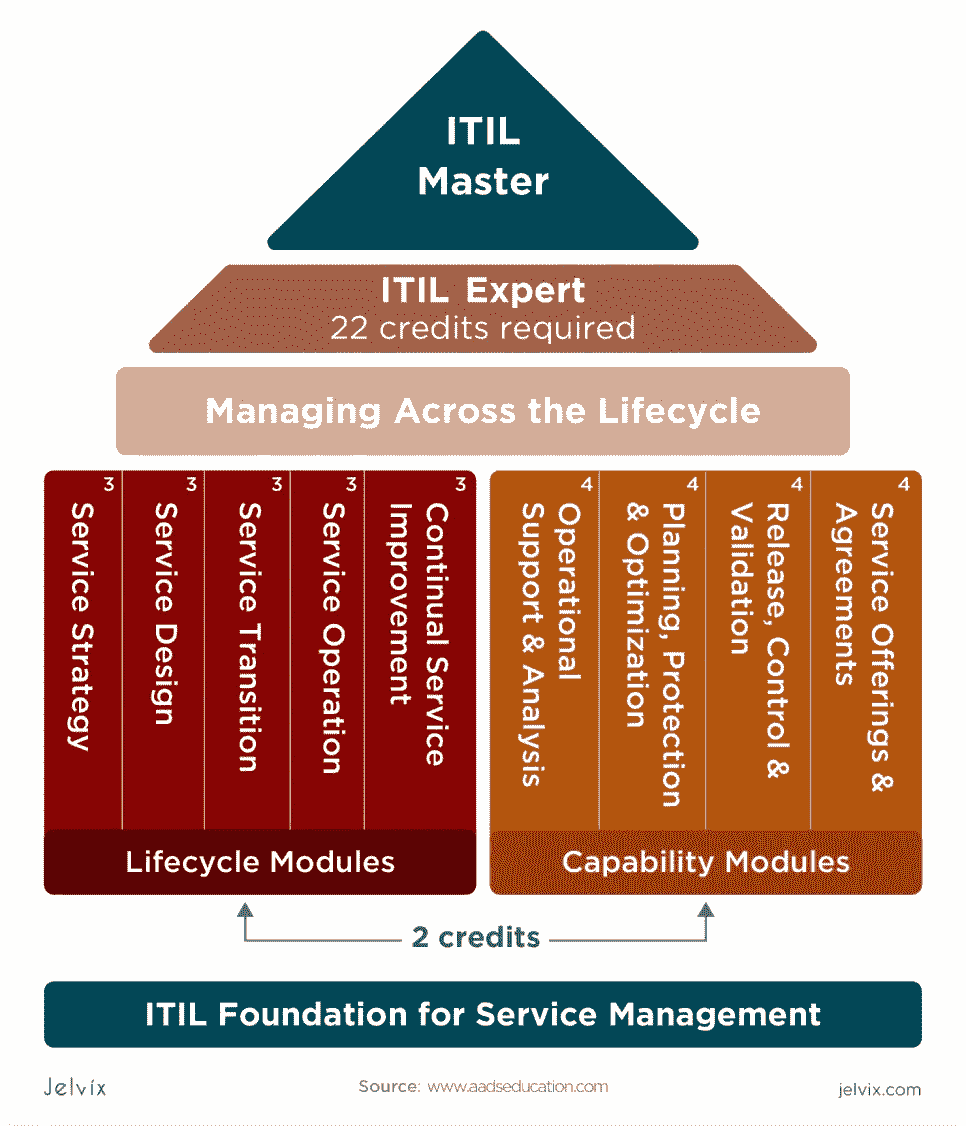 ITIL
Master
ITIL Expert
22 credits required
Managing Across the Lifecycle
3
Service Strategy
3
Service Design
3
Service Transition
3
Service Operation
3
Continual Service
Improvement
4
Operational
Support & Analysis
4
Planning, Protection
& Optimization
4
Release, Control &
Validation
4
Service Offerings &
Agreements
Lifecycle Modules
Capability Modules
2 credits
ITIL Foundation for Service Management
Jelvix
Source: www.aadseducation.com
jelvix.com